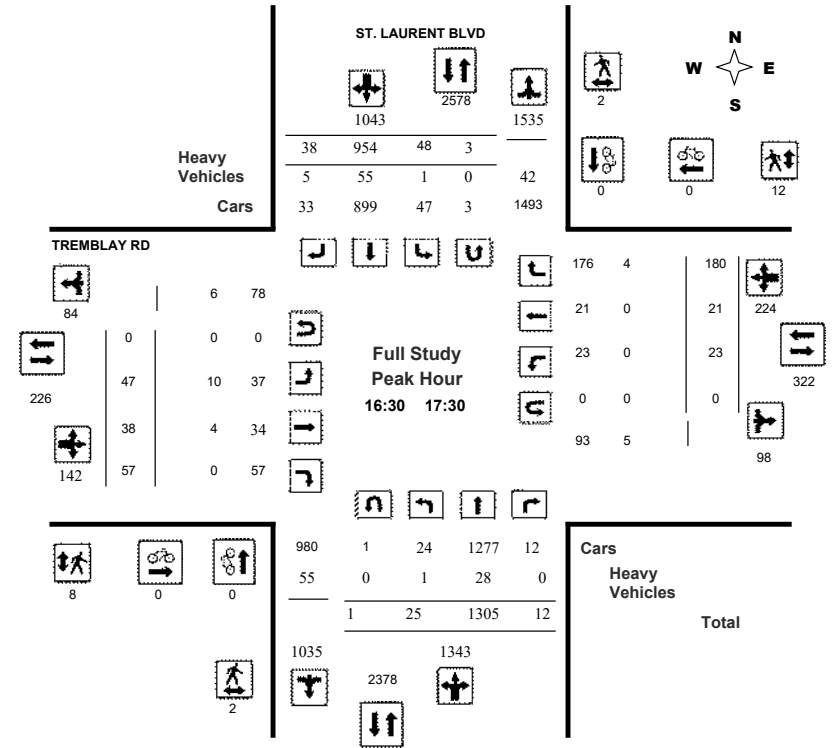 ST. LAURENT BLVD
N
W E
S
2578
2
1043 1535
38 954 48 3
Heavy
Vehicles
5 55 1 0 42
Cars
33 899 47 3 1493
0 0 12
TREMBLAY RD
84
6 78
176 4 180
224
21 0 21
0 0 0
226
Full Study
Peak Hour
16:30 17:30
23 0 23
322
47 10 37
0 0 0
38 4 34
93 5
98
142
57 0 57
980 1 24 1277 12
Cars
55 0 1 28 0
Heavy
Vehicles
8 0 0
1 25 1305 12
Total
1035 1343
2378
2